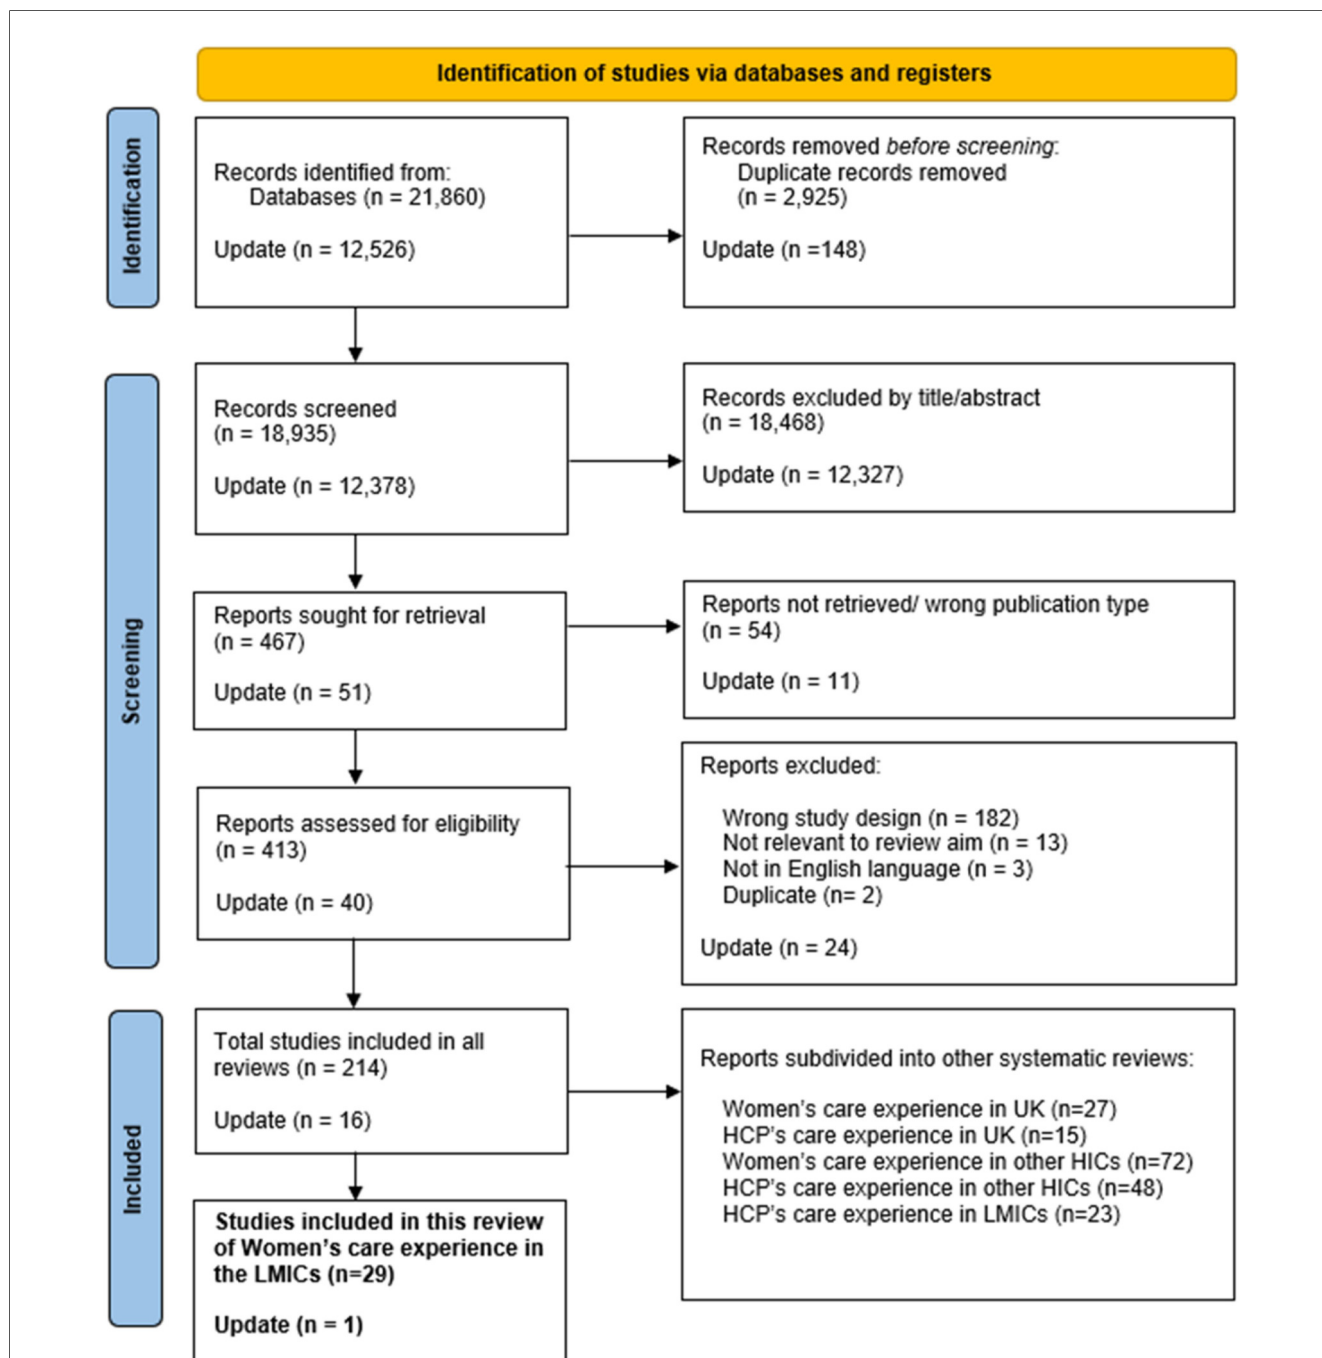 Identification of studies via databases and registers
Identification
Records identified from:
Databases (n = 21,860)
Update (n = 12,526)
Records removed before screening:
Duplicate records removed
(n = 2,925)
Update (n =148)
Screening
Records screened
(n = 18,935)
Update (n = 12,378)
Records excluded by title/abstract
(n = 18,468)
Update (n = 12,327)
Reports sought for retrieval
(n = 467)
Update (n = 51)
Reports not retrieved/ wrong publication type
(n = 54)
Update (n = 11)
Reports assessed for eligibility
(n = 413)
Update (n = 40)
Reports excluded:
Wrong study design (n = 182)
Not relevant to review aim (n = 13)
Not in English language (n = 3)
Duplicate (n= 2)
Update (n = 24)
Included
Total studies included in all
reviews (n = 214)
Update (n = 16)
Reports subdivided into other systematic reviews:
Women's care experience in UK (n=27)
HCP's care experience in UK (n=15)
Women's care experience in other HICs (n=72)
HCP's care experience in other HICs (n=48)
HCP's care experience in LMICs (n=23)
Studies included in this review
of Women's care experience in
the LMICs (n=29)
Update (n = 1)